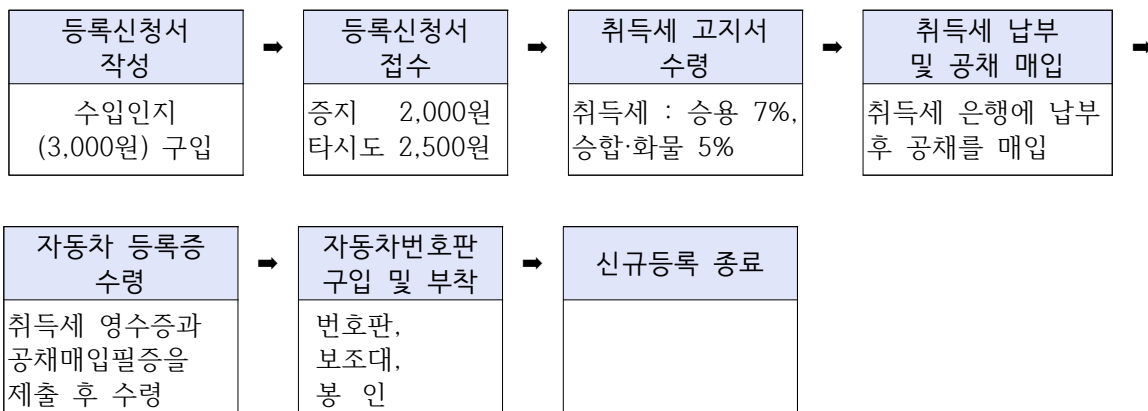 등록신청서
작성
수입인지
(3,000원) 구입
➡
등록신청서
접수
증지 2,000원
타시도 2,500원
➡
취득세 고지서
수령
취득세 : 승용 7%,
승합·화물 5%
➡
취득세 납부
및 공채 매입
취득세 은행에 납부
후 공채를 매입
➡
자동차 등록증
수령
취득세 영수증과
공채매입필증을
제출 후 수령
➡
자동차번호판
구입 및 부착
번호판,
보조대,
봉 인
➡
신규등록 종료